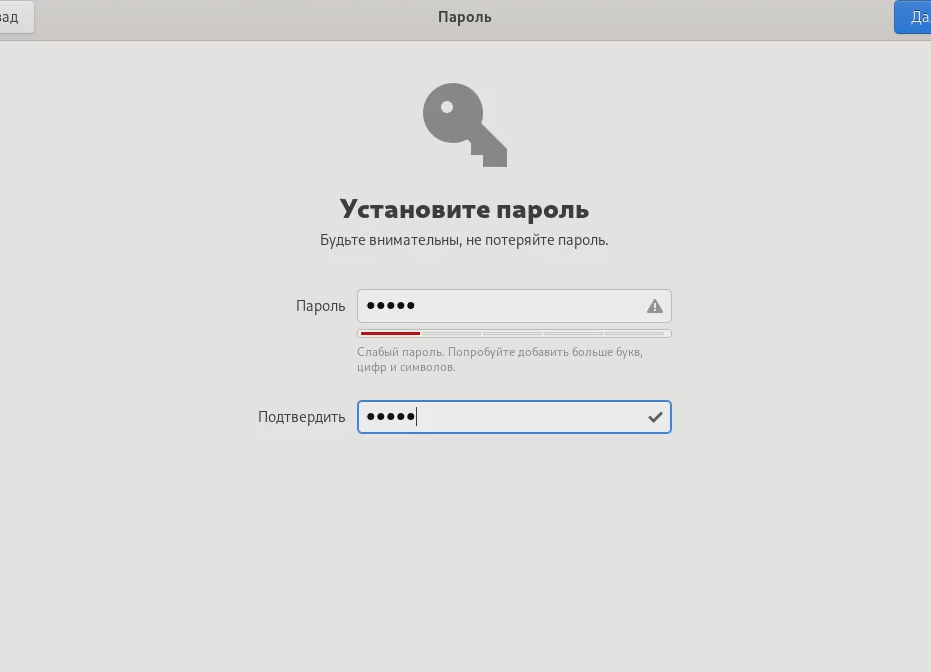 Пароль
Установите пароль
Будьте внимательны, не потеряйте пароль.
Пароль
Слабый пароль. Попробуйте добавить больше букв,
цифр и символов.
Подтвердить